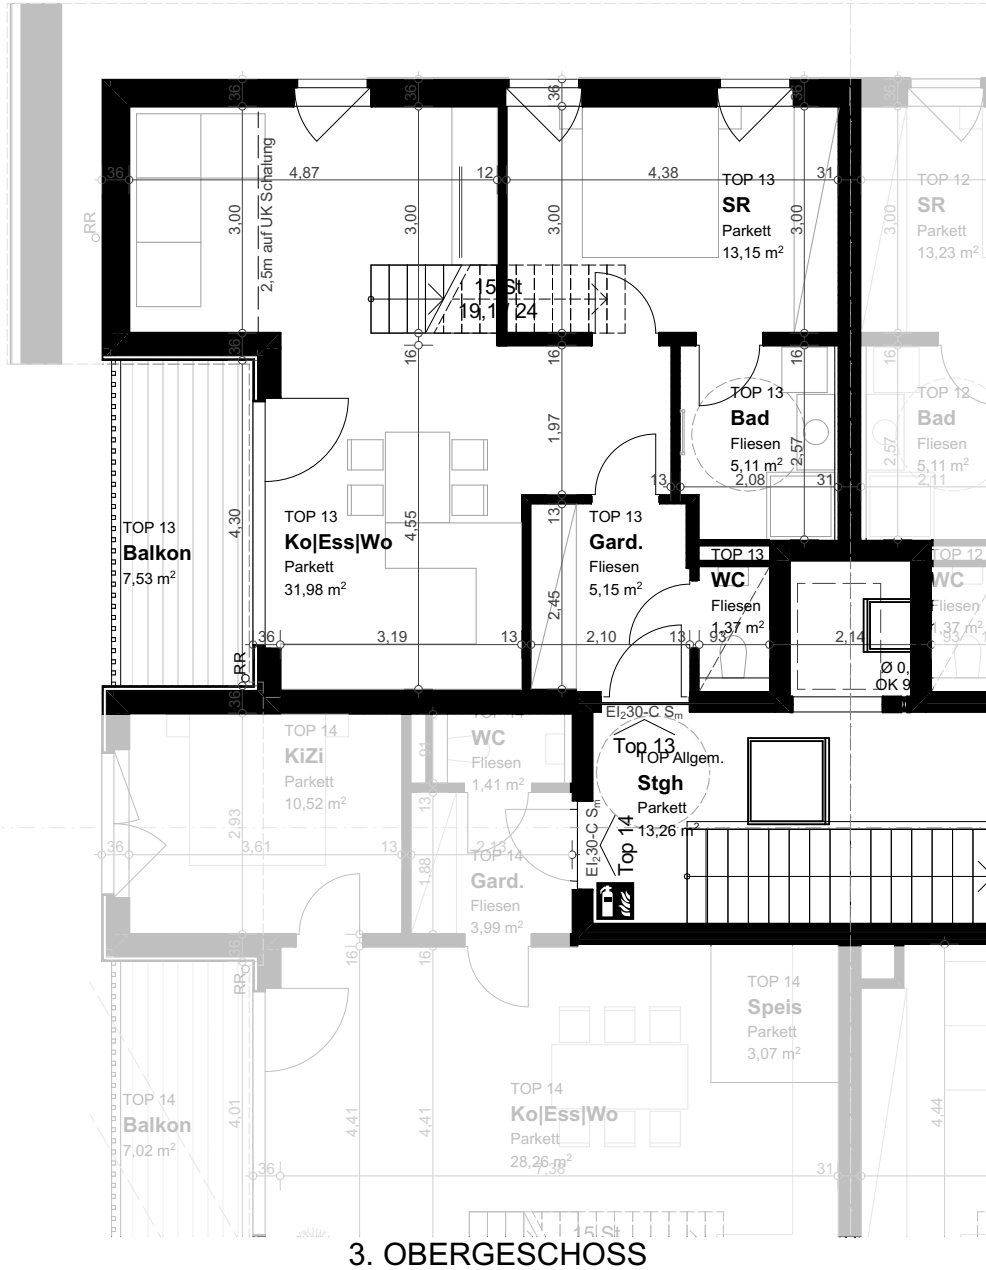 36
36
36
36
36
4,87
12
4,38
31
TOP 13
SR
Parkett
13,15 m²
TOP 12
SR
Parkett
13,23 m²
RR
3,00
2,5m auf UK Schalung
3,00
3,00
3,00
3,00
15 St
19,1 / 24
36
16
16
16
16
TOP 13
Bad
Fliesen
5,11 m²
2,57
TOP 12
Bad
Fliesen
5,11 m²
2,57
1,97
13
2,08
31
2,11
TOP 13
Balkon
7,53 m²
4,30
TOP 13
Ko|Ess|Wo
Parkett
31,98 m²
4,55
13
TOP 13
Gard.
Fliesen
5,15 m²
2,45
TOP 13
WC
Fliesen
1,37 m²
TOP 12
WC
Fliesen
1,37 m²
36
3,19
13
2,10
13
93
2,14
93
RR
Ø 0,
OK 9
36
EI₂30-C Sₘ
Top 13
TOP Allgem.
Stgh
Parkett
13,26 m²
EI₂30-C Sₘ
Top 14
TOP 14
KiZi
Parkett
10,52 m²
2,93
TOP 14
WC
Fliesen
1,41 m²
91
13
36
3,61
13
2,13
1,88
TOP 14
Gard.
Fliesen
3,99 m²
36
16
16
RR
TOP 14
Speis
Parkett
3,07 m²
TOP 14
Balkon
7,02 m²
4,01
4,41
4,41
TOP 14
Ko|Ess|Wo
Parkett
28,26 m²
4,44
36
7,38
31
15 St
3. OBERGESCHOSS